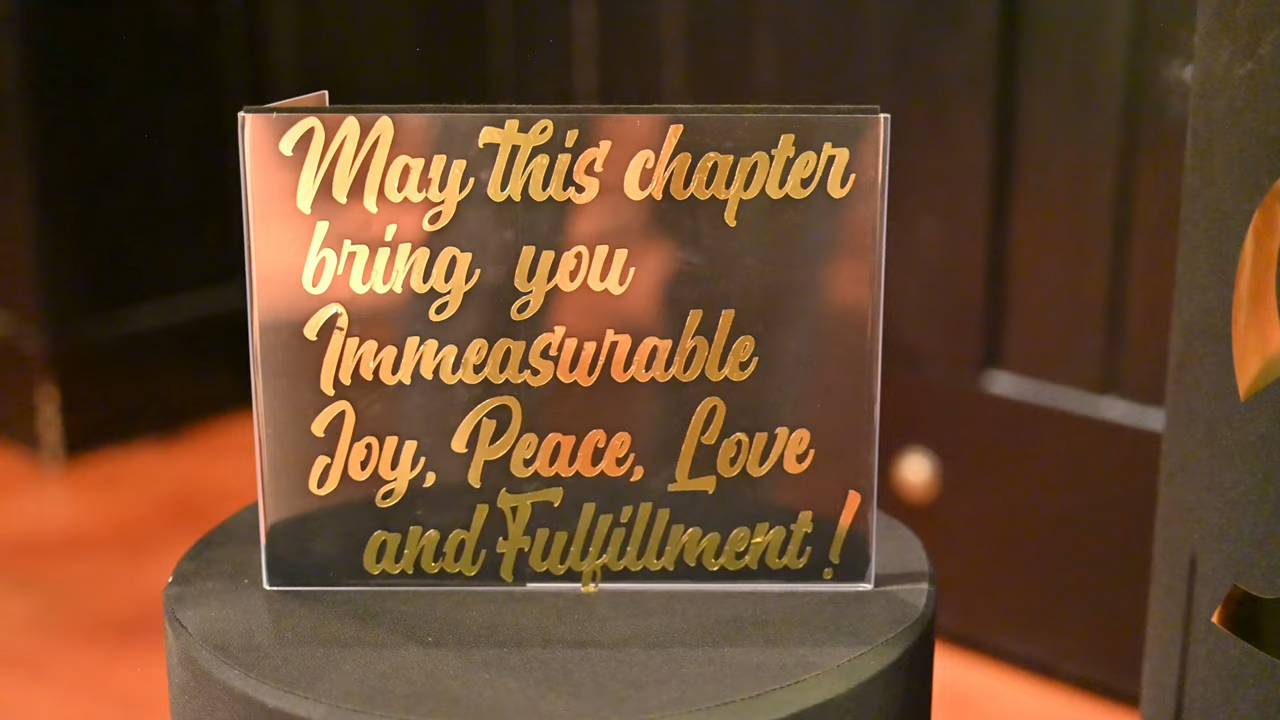 May this chapter
bring you
Immeasurable
Joy, Peace, Love
and Fulfillment !